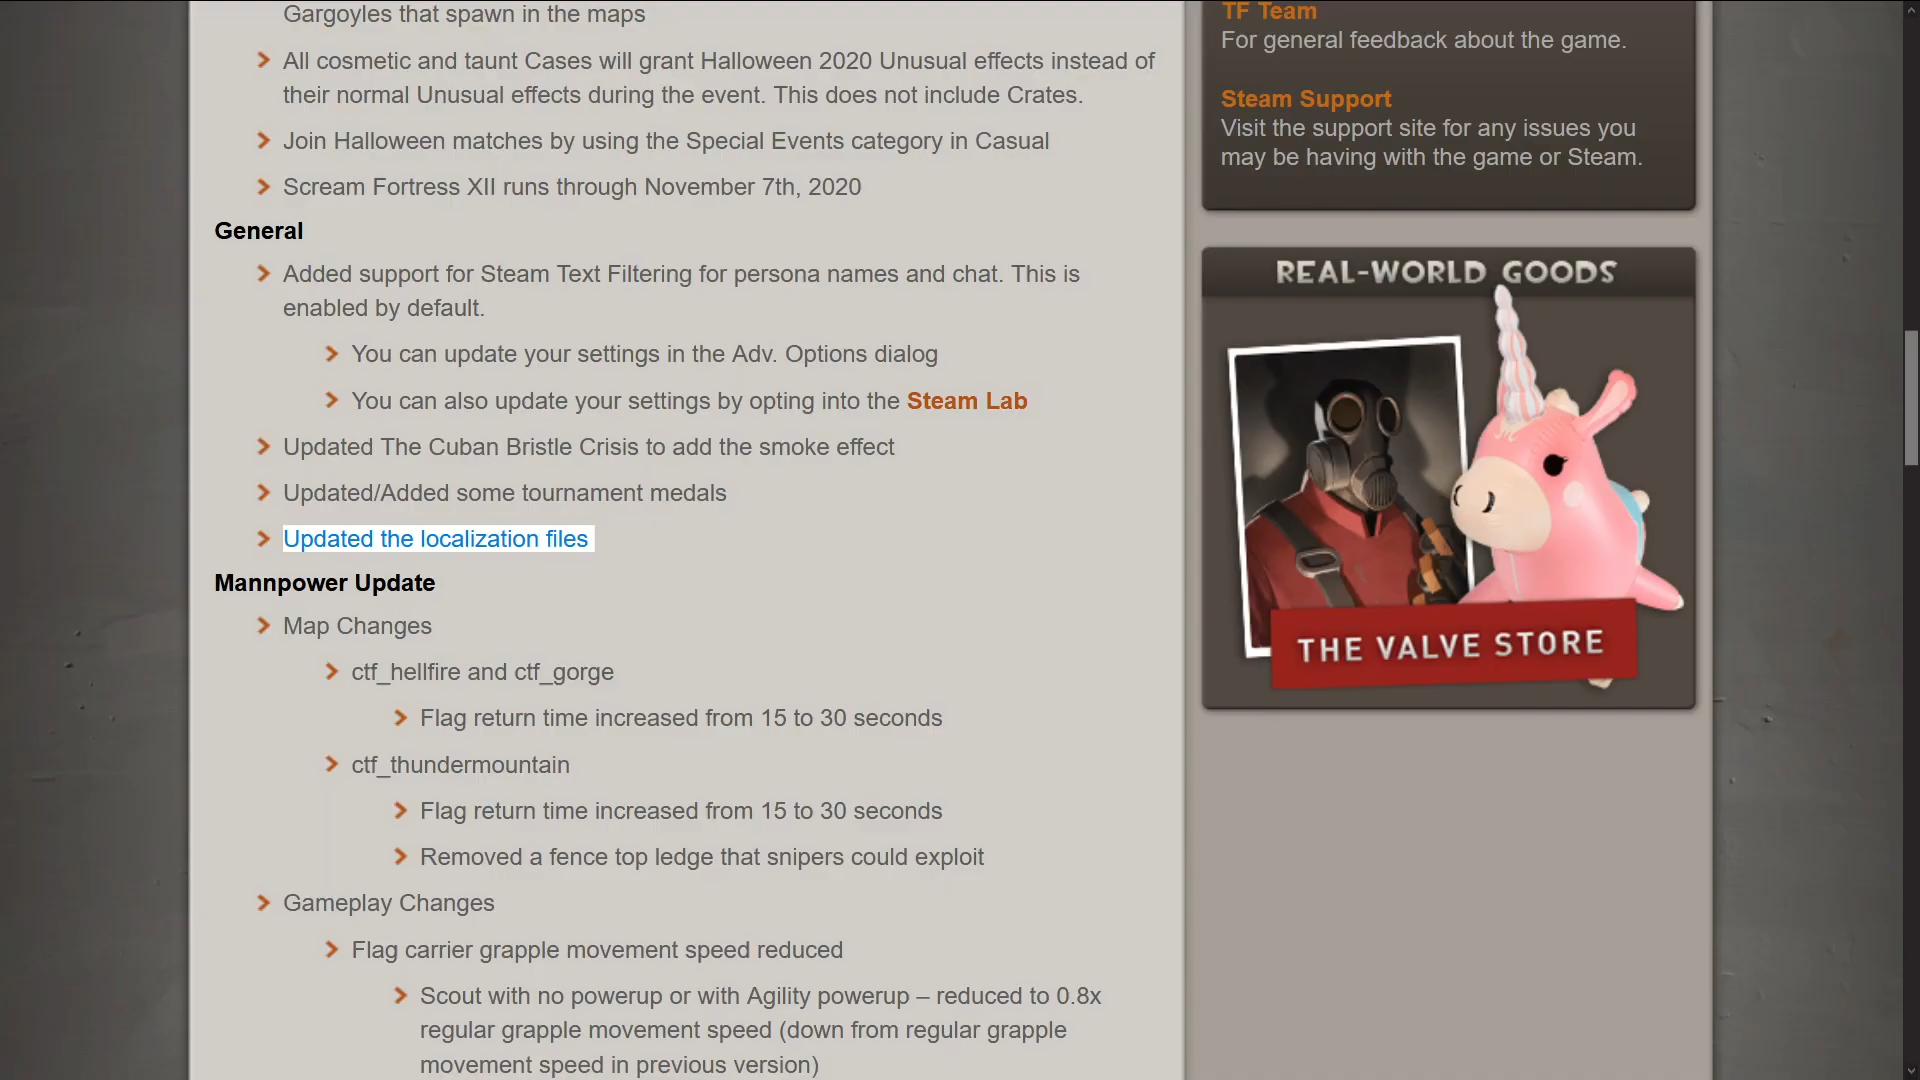 Gargoyles that spawn in the maps
All cosmetic and taunt Cases will grant Halloween 2020 Unusual effects instead of
their normal Unusual effects during the event. This does not include Crates.
Join Halloween matches by using the Special Events category in Casual
Scream Fortress XII runs through November 7th, 2020
General
Added support for Steam Text Filtering for persona names and chat. This is
enabled by default.
You can update your settings in the Adv. Options dialog
You can also update your settings by opting into the Steam Lab
Updated The Cuban Bristle Crisis to add the smoke effect
Updated/Added some tournament medals
Updated the localization files
Mannpower Update
Map Changes
ctf_hellfire and ctf_gorge
Flag return time increased from 15 to 30 seconds
ctf_thundermountain
Flag return time increased from 15 to 30 seconds
Removed a fence top ledge that snipers could exploit
Gameplay Changes
Flag carrier grapple movement speed reduced
Scout with no powerup or with Agility powerup – reduced to 0.8x
regular grapple movement speed (down from regular grapple
movement speed in previous version)
TF Team
For general feedback about the game.
Steam Support
Visit the support site for any issues you
may be having with the game or Steam.
REAL-WORLD GOODS
THE VALVE STORE